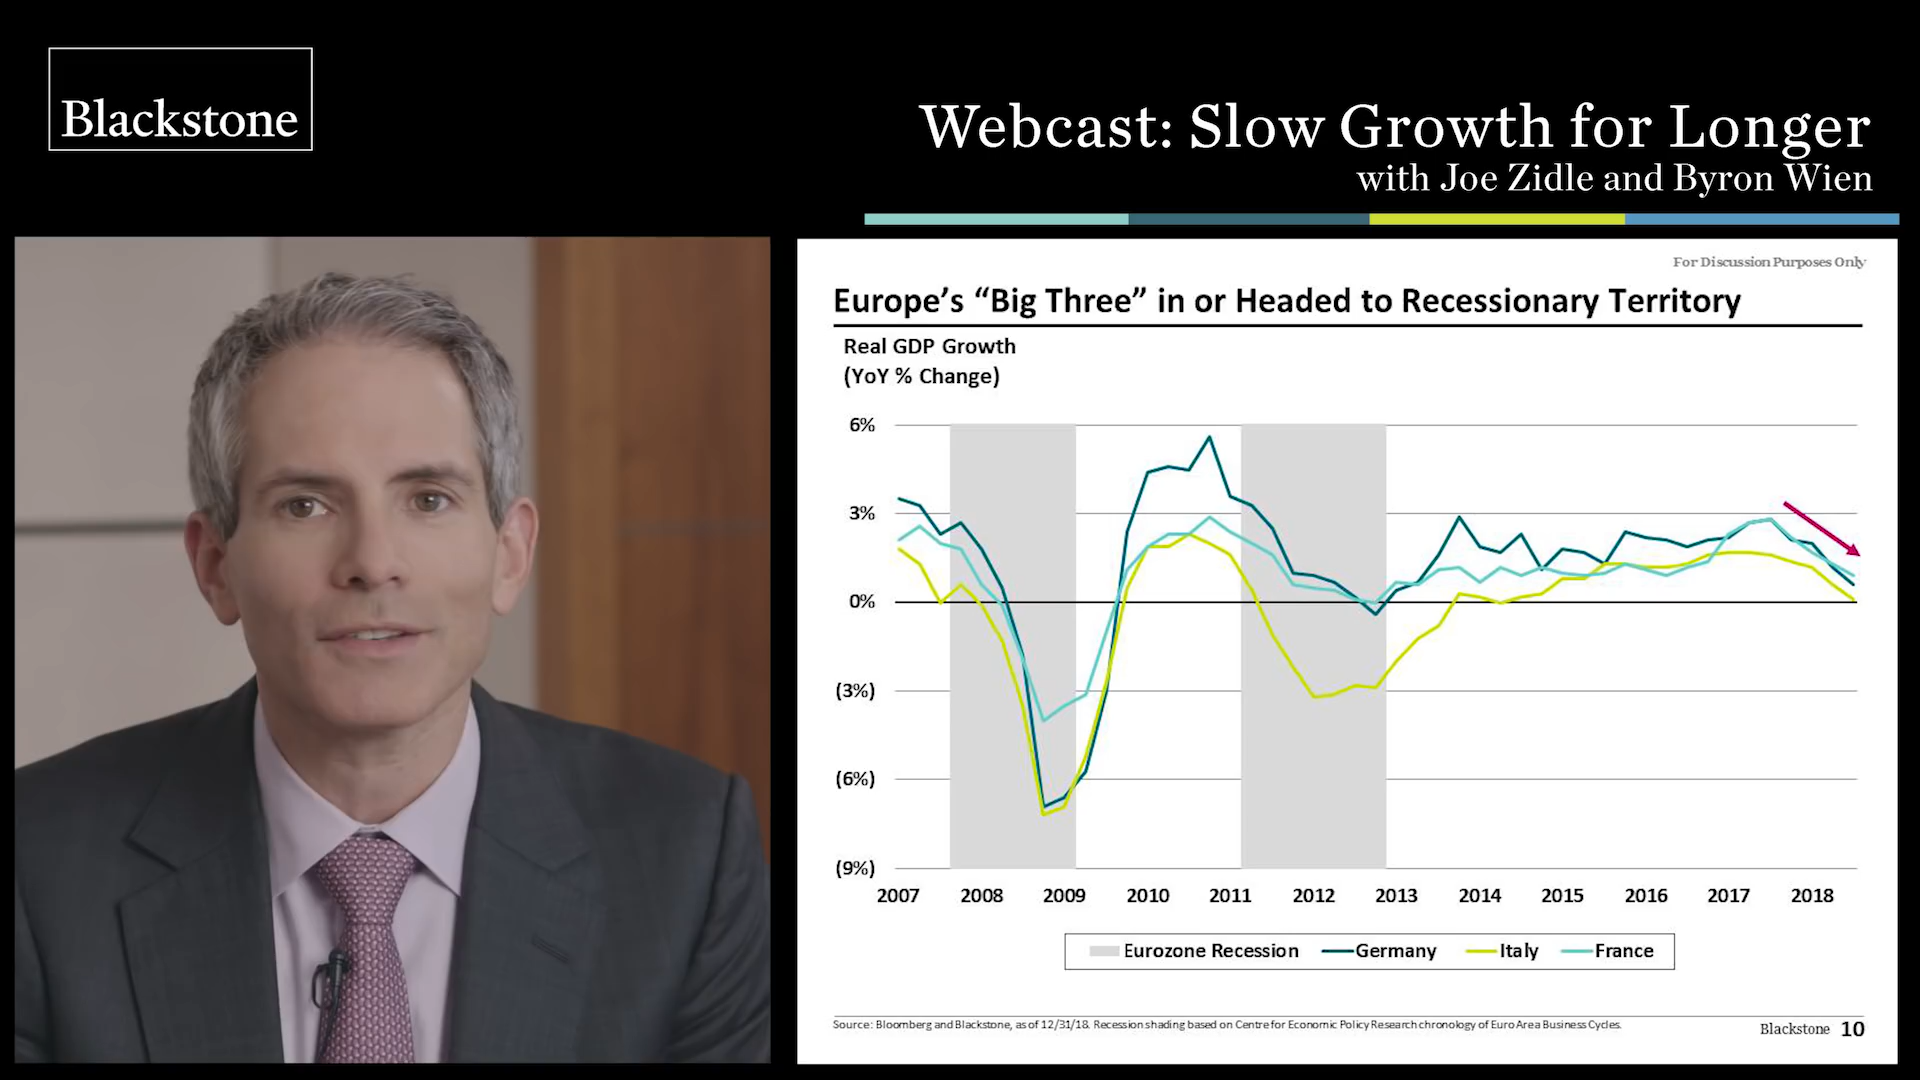 Blackstone
Webcast: Slow Growth for Longer
with Joe Zidle and Byron Wien
For Discussion Purposes Only
Europe’s “Big Three” in or Headed to Recessionary Territory
Real GDP Growth
(YoY % Change)
6%
3%
0%
(3%)
(6%)
(9%)
2007 2008 2009 2010 2011 2012 2013 2014 2015 2016 2017 2018
Eurozone Recession Germany Italy France
Source: Bloomberg and Blackstone, as of 12/31/18. Recession shading based on Centre for Economic Policy Research chronology of Euro Area Business Cycles.
Blackstone 10